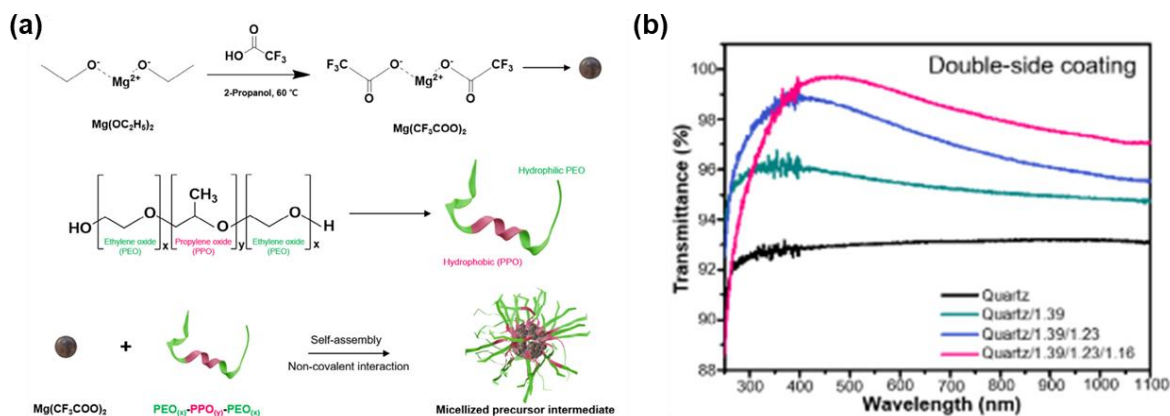 (a)
O
HO
CF₃
O⁻
Mg²⁺
O⁻
2-Propanol, 60 ℃
Mg(OC₂H₅)₂
F₃C
O⁻
Mg²⁺
O⁻
CF₃
O
O
Mg(CF₃COO)₂
HO
O
CH₃
O
O
H
x
y
x
Ethylene oxide
(PEO)
Propylene oxide
(PPO)
Ethylene oxide
(PEO)
Hydrophilic PEO
Hydrophobic (PPO)
+
Self-assembly
Non-covalent interaction
Mg(CF₃COO)₂
PEO(x)-PPO(y)-PEO(x)
Micellized precursor intermediate
(b)
Double-side coating
Transmittance (%)
100
98
96
94
92
90
88
Quartz
Quartz/1.39
Quartz/1.39/1.23
Quartz/1.39/1.23/1.16
300 400 500 600 700 800 900 1000 1100
Wavelength (nm)